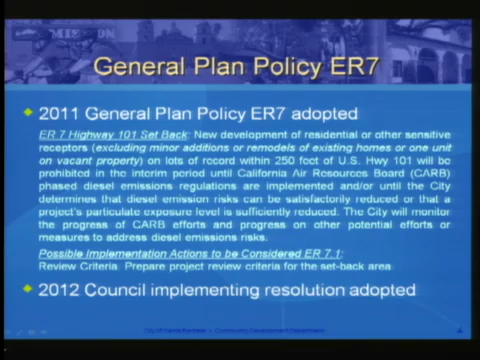 MISSION
General Plan Policy ER7
2011 General Plan Policy ER7 adopted
ER 7 Highway 101 Set Back: New development of residential or other sensitive
receptors (excluding minor additions or remodels of existing homes or one unit
on vacant property) on lots of record within 250 feet of U.S. Hwy 101 will be
prohibited in the interim period until California Air Resources Board (CARB)
phased diesel emissions regulations are implemented and/or until the City
determines that diesel emission risks can be satisfactorily reduced or that a
project's particulate exposure level is sufficiently reduced. The City will monitor
the progress of CARB efforts and progress on other potential efforts or
measures to address diesel emissions risks.
Possible Implementation Actions to be Considered ER 7.1:
Review Criteria. Prepare project review criteria for the set-back area.
2012 Council implementing resolution adopted
City of Santa Barbara • Community Development Department